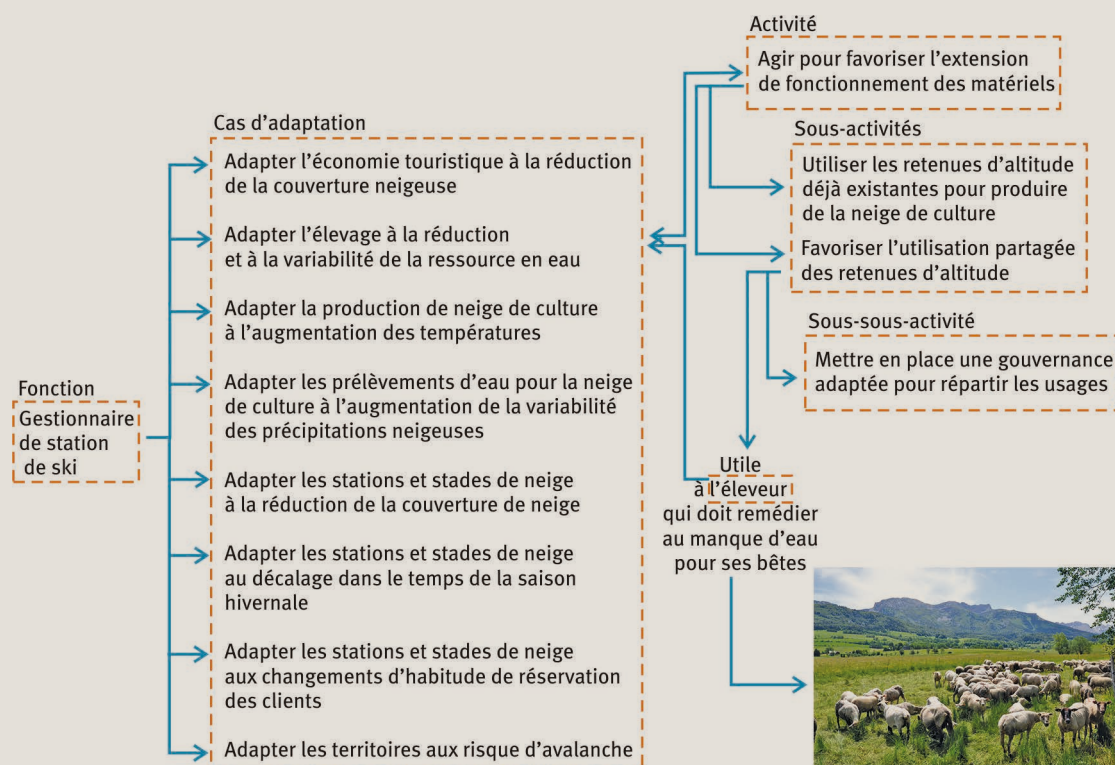 Activité
Agir pour favoriser l’extension
de fonctionnement des matériels
Sous-activités
Utiliser les retenues d’altitude
déjà existantes pour produire
de la neige de culture
Favoriser l’utilisation partagée
des retenues d’altitude
Sous-sous-activité
Mettre en place une gouvernance
adaptée pour répartir les usages
Cas d’adaptation
Adapter l’économie touristique à la réduction
de la couverture neigeuse
Adapter l’élevage à la réduction
et à la variabilité de la ressource en eau
Adapter la production de neige de culture
à l’augmentation des températures
Adapter les prélèvements d’eau pour la neige
de culture à l’augmentation de la variabilité
des précipitations neigeuses
Adapter les stations et stades de neige
à la réduction de la couverture de neige
Adapter les stations et stades de neige
au décalage dans le temps de la saison
hivernale
Adapter les stations et stades de neige
aux changements d’habitude de réservation
des clients
Adapter les territoires aux risque d’avalanche
Fonction
Gestionnaire
de station
de ski
Utile
à l’éleveur
qui doit remédier
au manque d’eau
pour ses bêtes